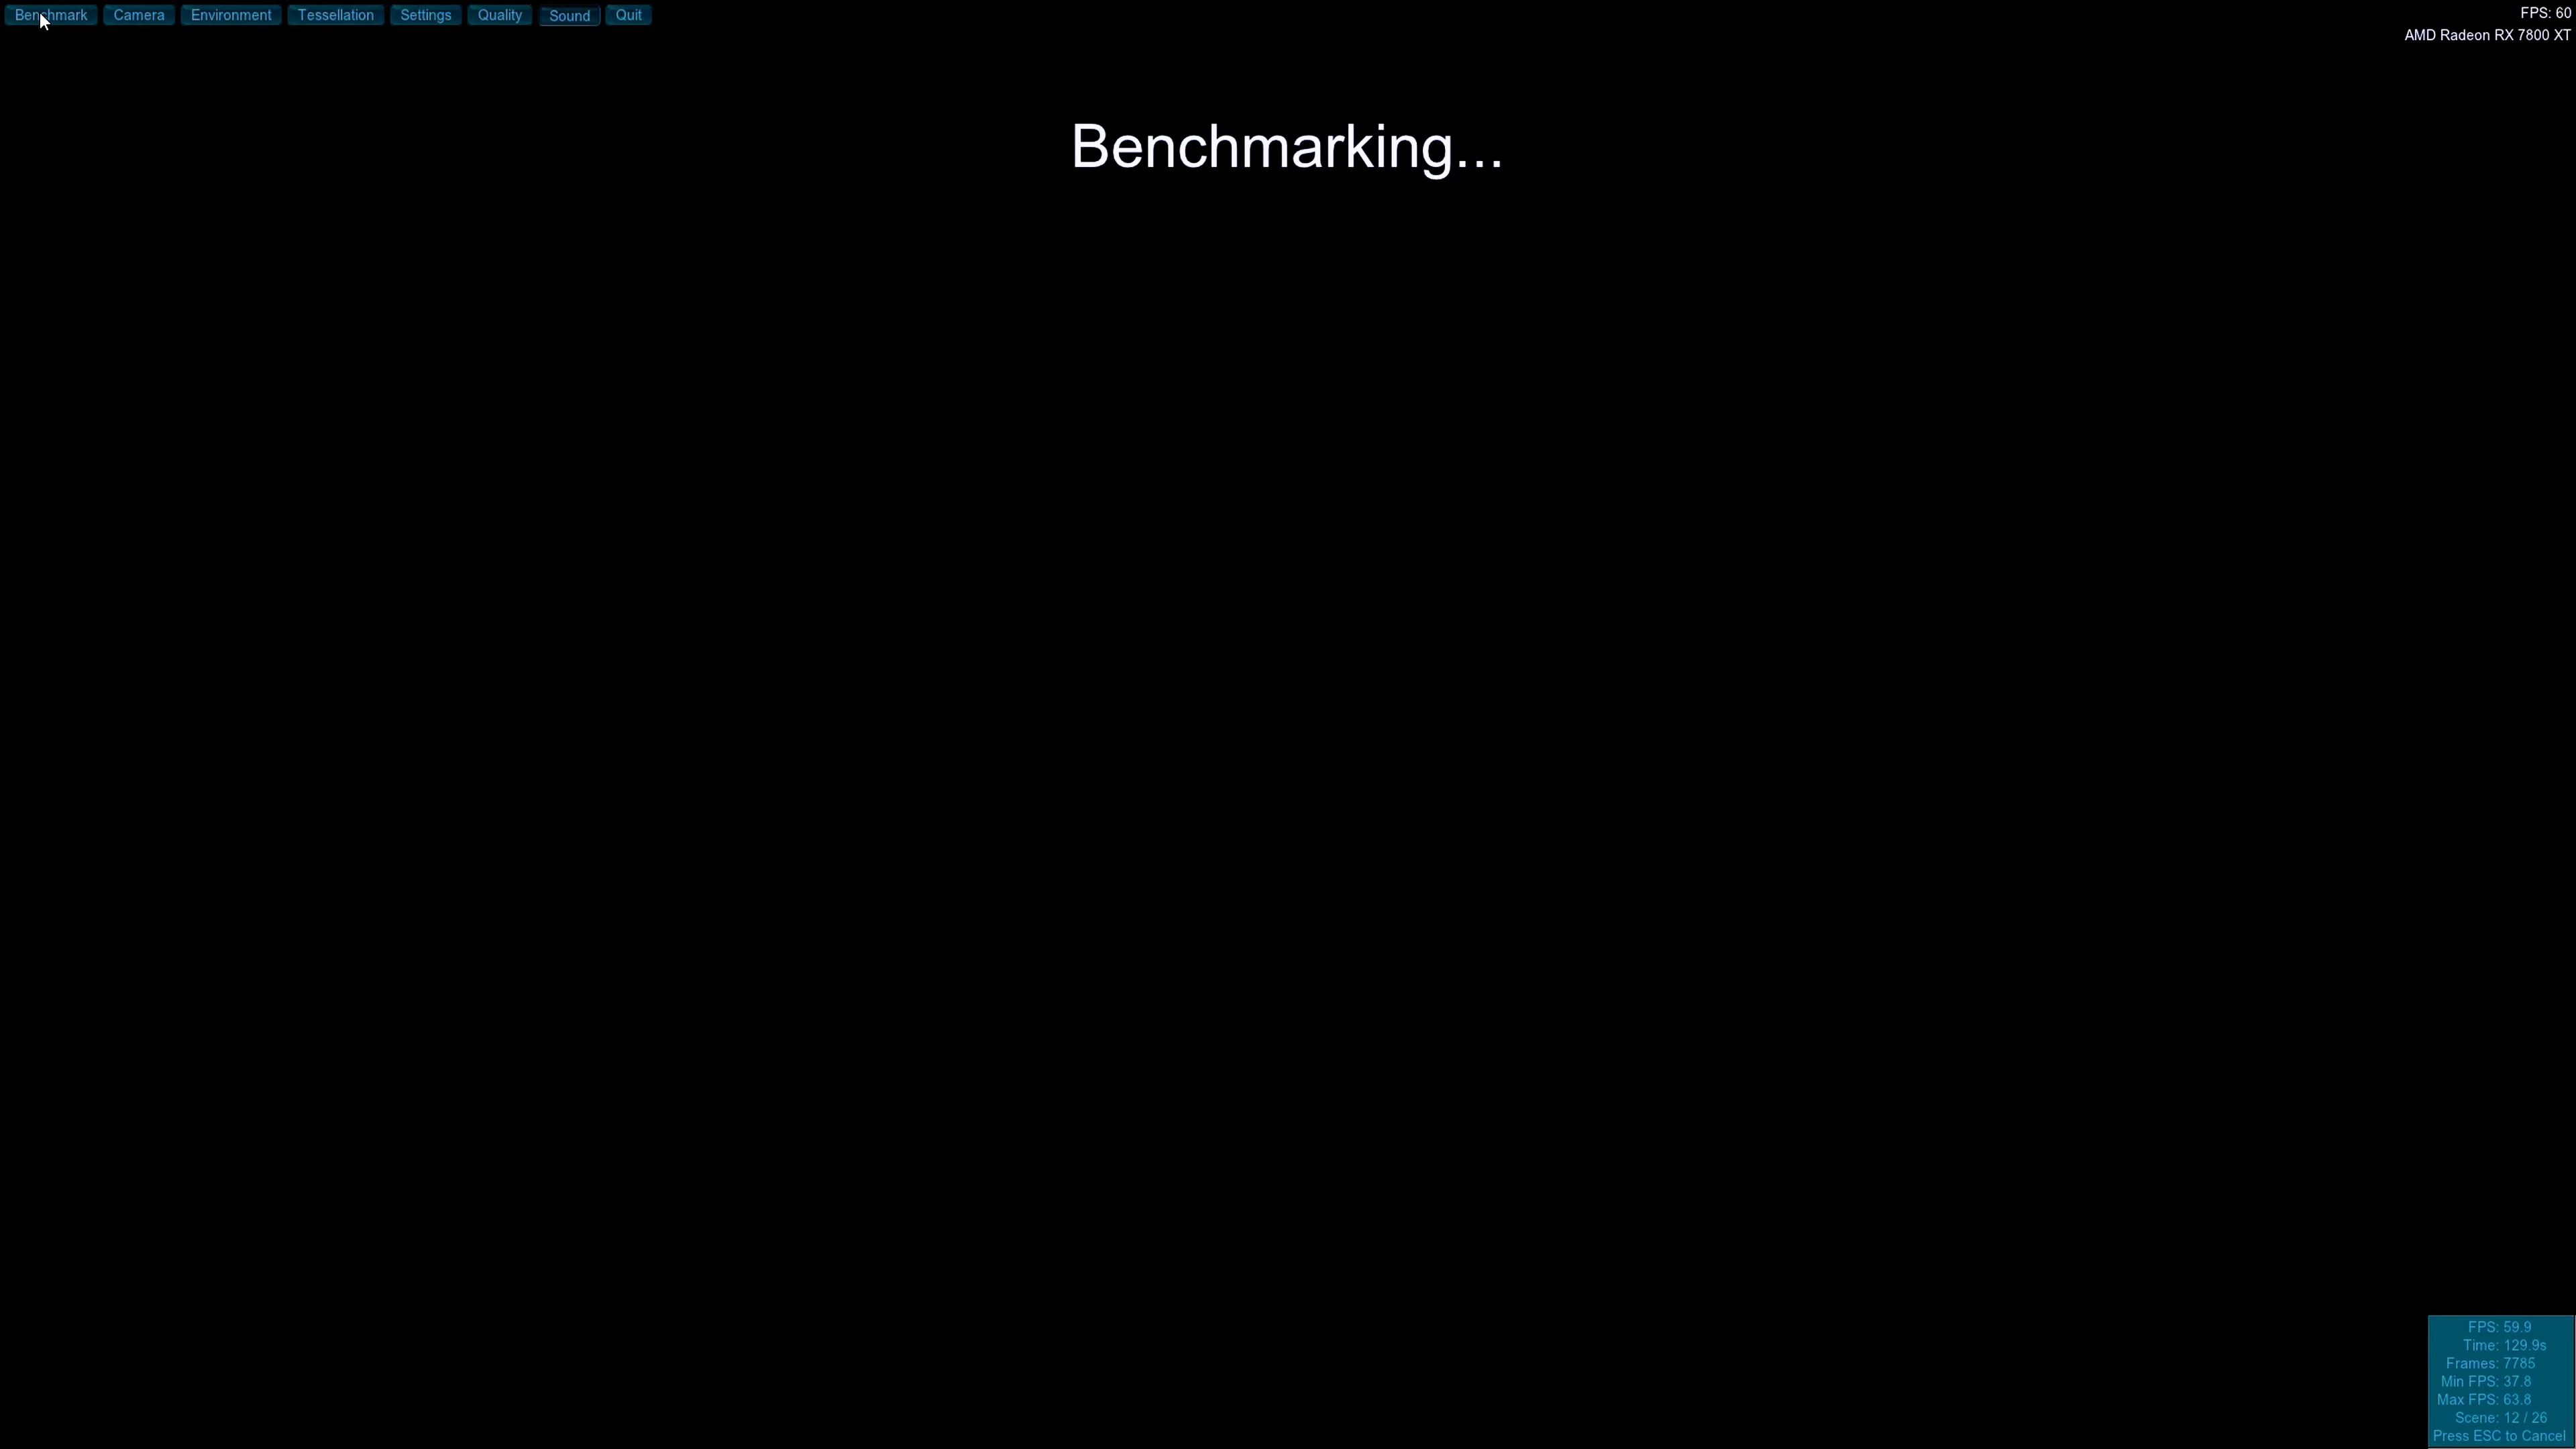 Benchmark Camera Environment Tessellation Settings Quality Sound Quit
FPS: 60
AMD Radeon RX 7800 XT
Benchmarking...
FPS: 59.9
Time: 129.9s
Frames: 7785
Min FPS: 37.8
Max FPS: 63.8
Scene: 12 / 26
Press ESC to Cancel